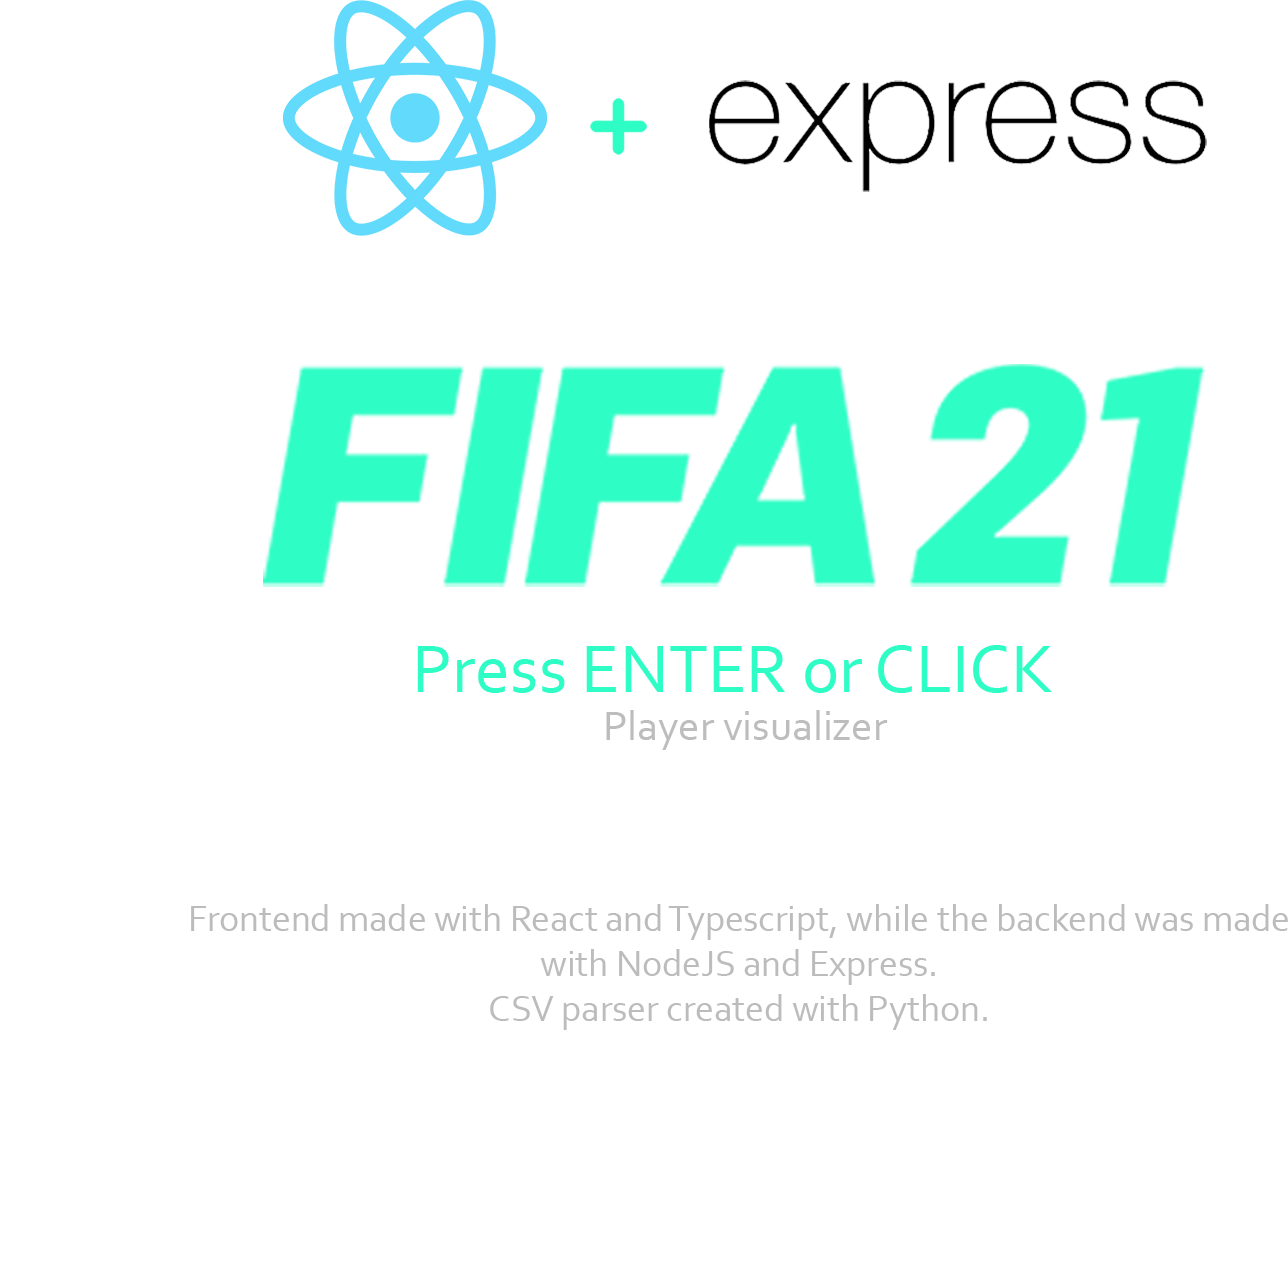 + express
FIFA 21
Press ENTER or CLICK
Player visualizer
Frontend made with React and Typescript, while the backend was made
with NodeJS and Express.
CSV parser created with Python.